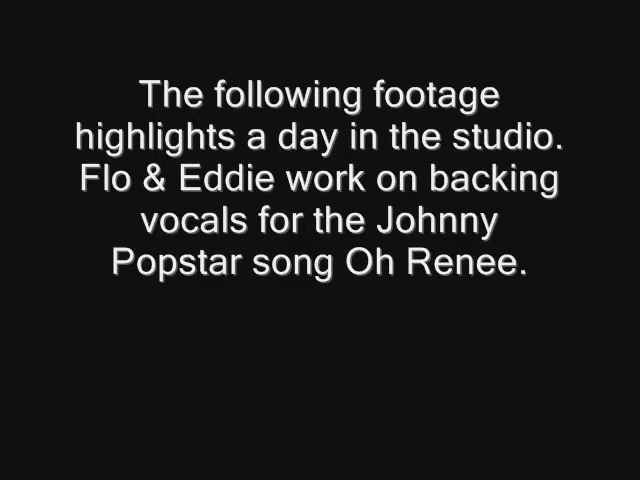 The following footage
highlights a day in the studio.
Flo & Eddie work on backing
vocals for the Johnny
Popstar song Oh Renee.